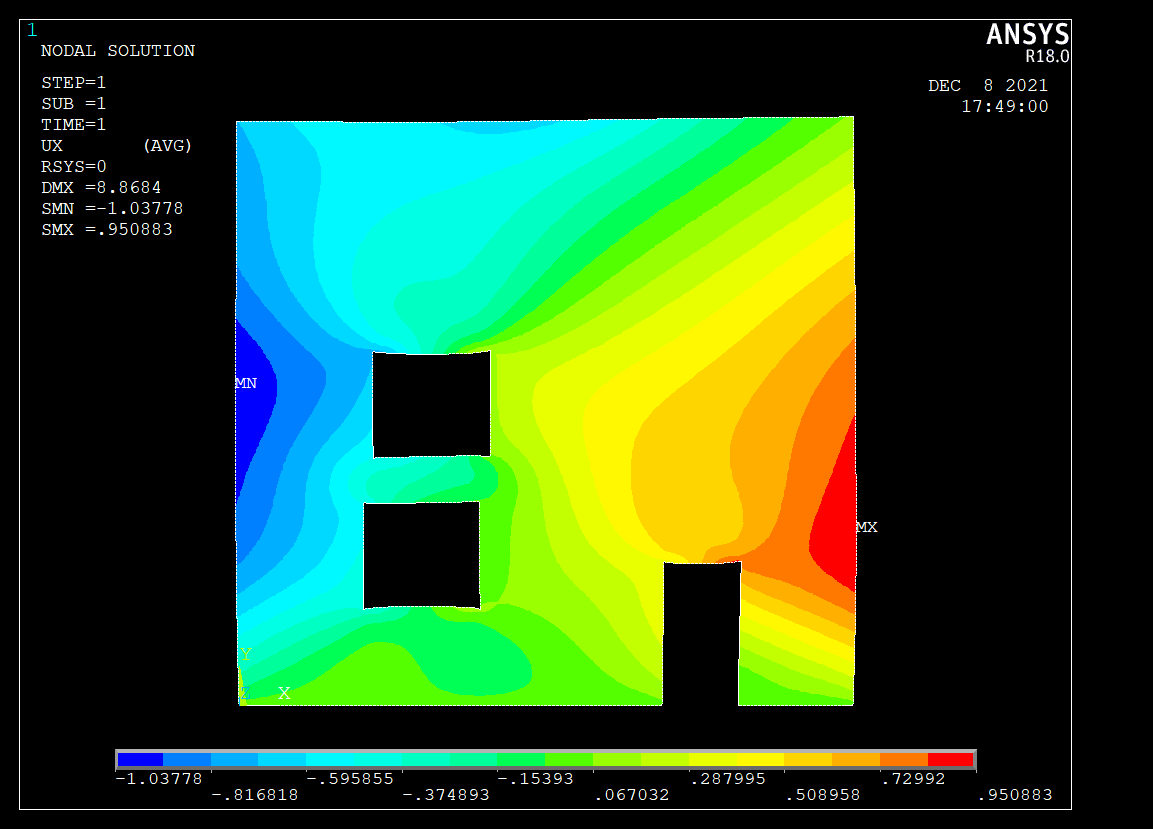 1
ANSYS
R18.0
NODAL SOLUTION
DEC 8 2021
17:49:00
STEP=1
SUB =1
TIME=1
UX (AVG)
RSYS=0
DMX =8.8684
SMN =-1.03778
SMX =.950883
MN
MX
Y
Z X
-1.03778 -.595855 -.15393 .287995 .72992
-.816818 -.374893 .067032 .508958 .950883